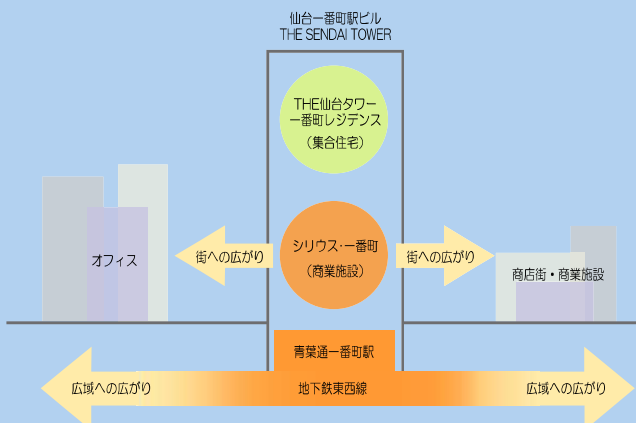 仙台一番町駅ビル
THE SENDAI TOWER
THE仙台タワー
一番町レジデンス
（集合住宅）
オフィス
街への広がり
シリウス・一番町
（商業施設）
街への広がり
商店街・商業施設
青葉通一番町駅
広域への広がり
地下鉄東西線
広域への広がり